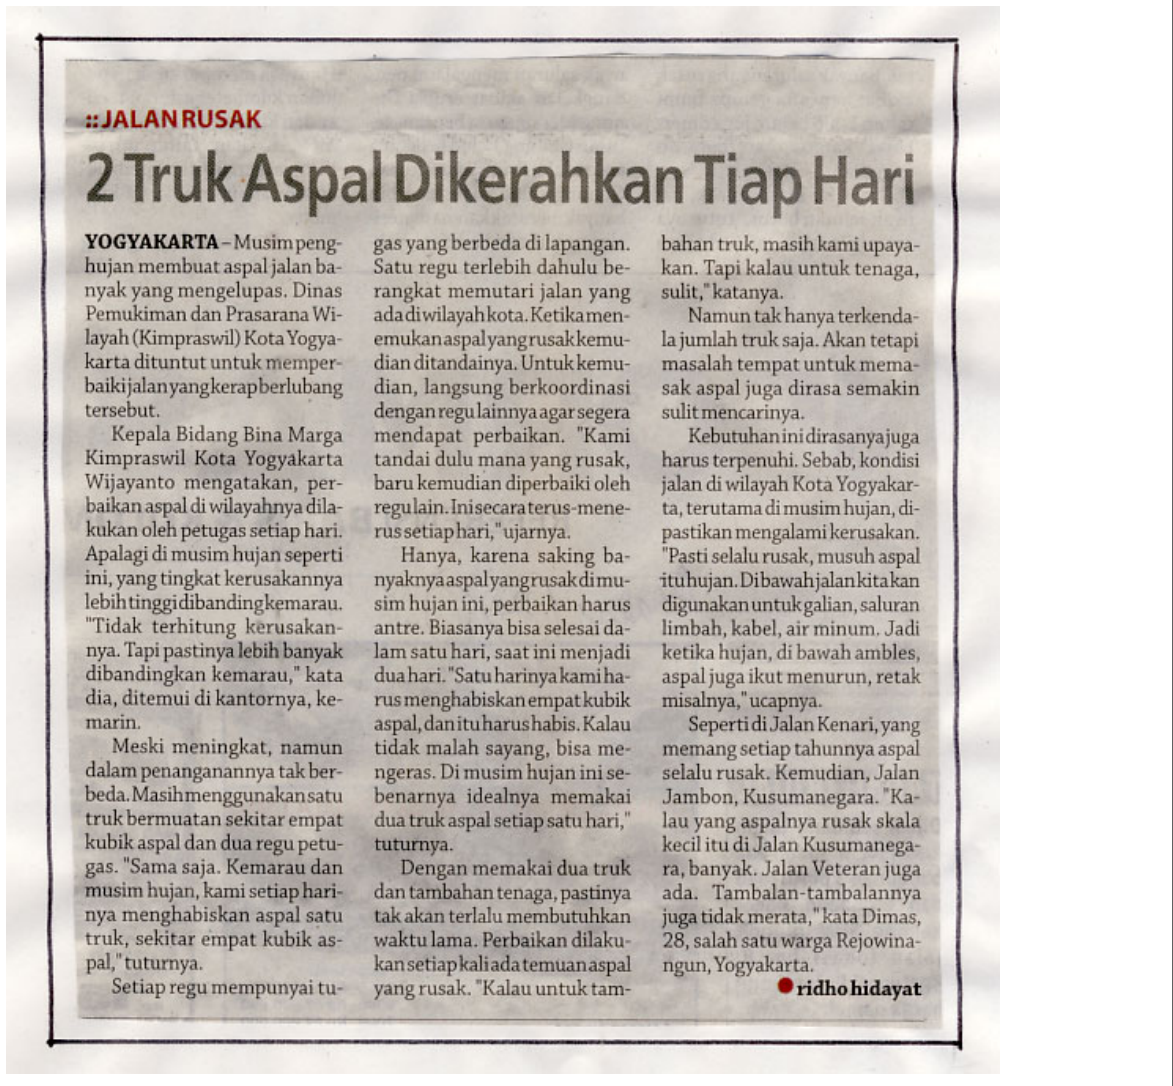 ::JALAN RUSAK
2 Truk Aspal Dikerahkan Tiap Hari
YOGYAKARTA – Musim peng-
hujan membuat aspal jalan ba-
nyak yang mengelupas. Dinas
Pemukiman dan Prasarana Wi-
layah (Kimpraswil) Kota Yogya-
karta dituntut untuk memper-
baiki jalan yang kerap berlubang
tersebut.
Kepala Bidang Bina Marga
Kimpraswil Kota Yogyakarta
Wijayanto mengatakan, per-
baikan aspal di wilayahnya dila-
kukan oleh petugas setiap hari.
Apalagi di musim hujan seperti
ini, yang tingkat kerusakannya
lebih tinggi dibanding kemarau.
"Tidak terhitung kerusakan-
nya. Tapi pastinya lebih banyak
dibandingkan kemarau," kata
dia, ditemui di kantornya, ke-
marin.
Meski meningkat, namun
dalam penanganannya tak ber-
beda. Masih menggunakan satu
truk bermuatan sekitar empat
kubik aspal dan dua regu petu-
gas. "Sama saja. Kemarau dan
musim hujan, kami setiap hari-
nya menghabiskan aspal satu
truk, sekitar empat kubik as-
pal," tuturnya.
Setiap regu mempunyai tu-
gas yang berbeda di lapangan.
Satu regu terlebih dahulu be-
rangkat memutari jalan yang
ada di wilayah kota. Ketika men-
emukan aspal yang rusak kemu-
dian ditandainya. Untuk kemu-
dian, langsung berkoordinasi
dengan regu lainnya agar segera
mendapat perbaikan. "Kami
tandai dulu mana yang rusak,
baru kemudian diperbaiki oleh
regu lain. Ini secara terus-mene-
rus setiap hari," ujarnya.
Hanya, karena saking ba-
nyaknya aspal yang rusak di mu-
sim hujan ini, perbaikan harus
antre. Biasanya bisa selesai da-
lam satu hari, saat ini menjadi
dua hari. "Satu harinya kami ha-
rus menghabiskan empat kubik
aspal, dan itu harus habis. Kalau
tidak malah sayang, bisa me-
ngeras. Di musim hujan ini se-
benarnya idealnya memakai
dua truk aspal setiap satu hari,"
tuturnya.
Dengan memakai dua truk
dan tambahan tenaga, pastinya
tak akan terlalu membutuhkan
waktu lama. Perbaikan dilaku-
kan setiap kali ada temuan aspal
yang rusak. "Kalau untuk tam-
bahan truk, masih kami upaya-
kan. Tapi kalau untuk tenaga,
sulit," katanya.
Namun tak hanya terkenda-
la jumlah truk saja. Akan tetapi
masalah tempat untuk mema-
sak aspal juga dirasa semakin
sulit mencarinya.
Kebutuhan ini dirasanya juga
harus terpenuhi. Sebab, kondisi
jalan di wilayah Kota Yogyakar-
ta, terutama di musim hujan, di-
pastikan mengalami kerusakan.
"Pasti selalu rusak, musuh aspal
itu hujan. Dibawah jalan kita kan
digunakan untuk galian, saluran
limbah, kabel, air minum. Jadi
ketika hujan, di bawah ambles,
aspal juga ikut menurun, retak
misalnya," ucapnya.
Seperti di Jalan Kenari, yang
memang setiap tahunnya aspal
selalu rusak. Kemudian, Jalan
Jambon, Kusumanegara. "Ka-
lau yang aspalnya rusak skala
kecil itu di Jalan Kusumanega-
ra, banyak. Jalan Veteran juga
ada. Tambalan-tambalannya
juga tidak merata," kata Dimas,
28, salah satu warga Rejowina-
ngun, Yogyakarta.
ridho hidayat